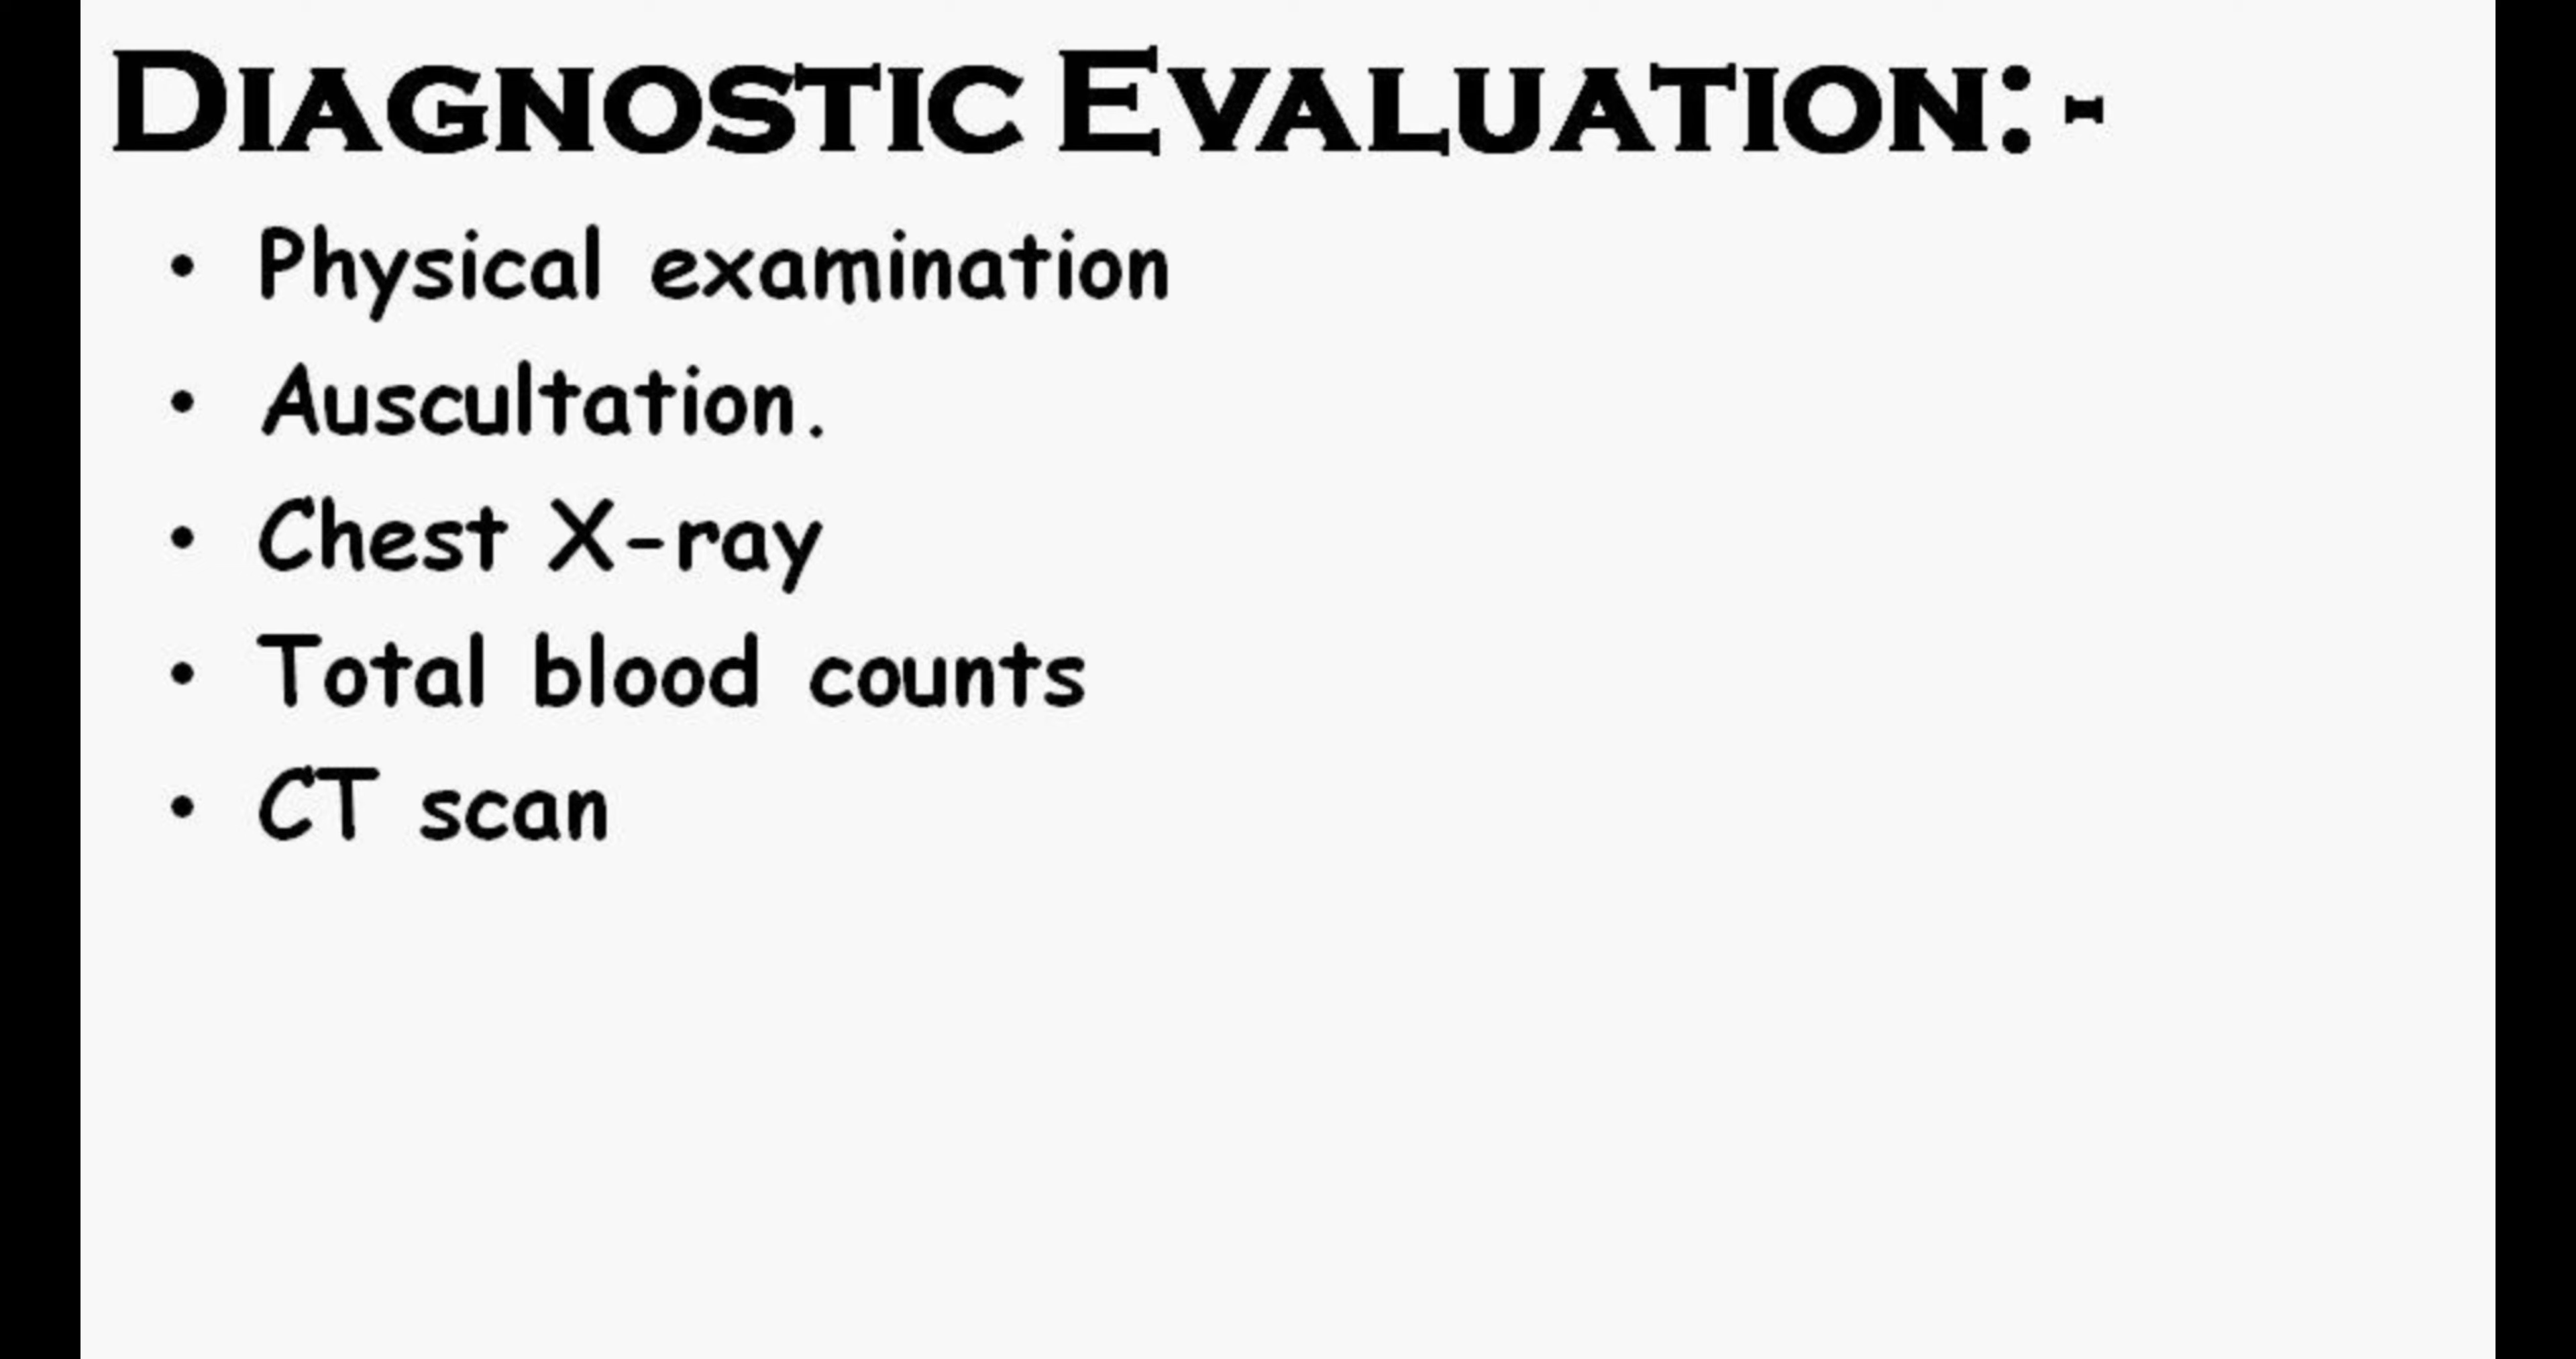 DIAGNOSTIC EVALUATION: -
• Physical examination
• Auscultation.
• Chest X-ray
• Total blood counts
• CT scan